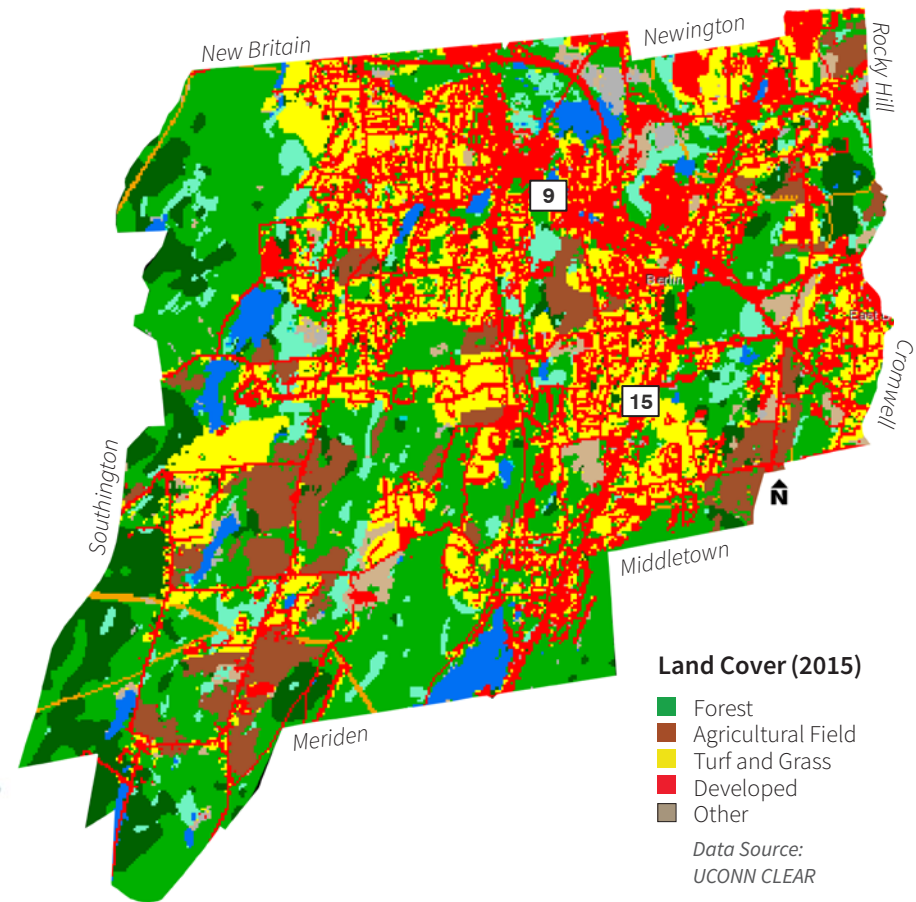 New Britain
Newington
Rocky Hill
9
East
15
Cromwell
Southington
N
Middletown
Meriden
Land Cover (2015)
Forest
Agricultural Field
Turf and Grass
Developed
Other
Data Source:
UCONN CLEAR